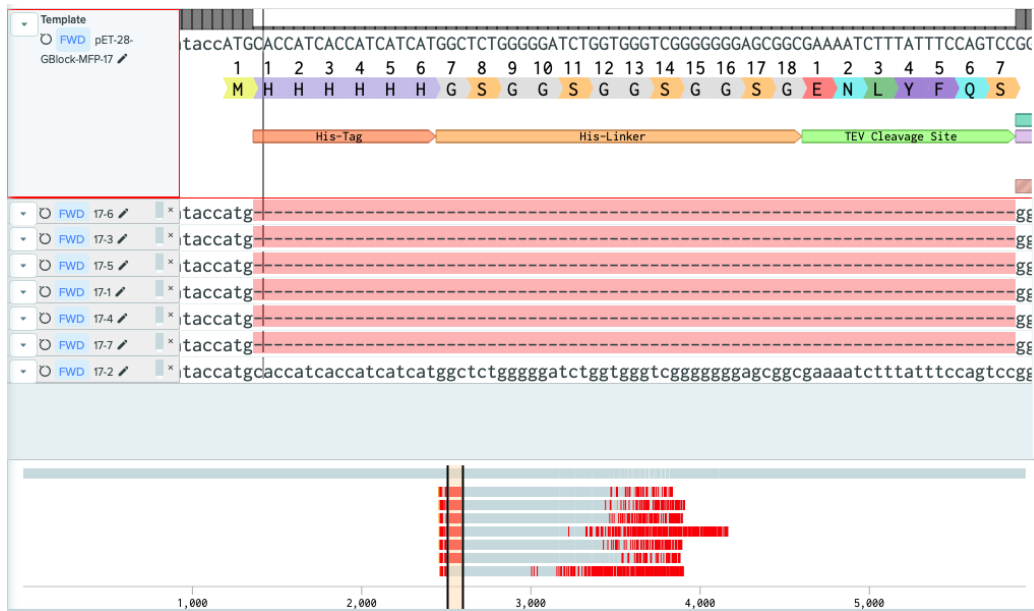 Template
FWD pET-28-
GBlock-MFP-17
taccATGCACCATCACCATCATCATGGCTCTGGGGGATCTGGTGGGTCGGGGGGGAGCGGCGAAAATCTTTATTTCCAGTCCG
1 1 2 3 4 5 6 7 8 9 10 11 12 13 14 15 16 17 18 1 2 3 4 5 6 7
M H H H H H H G S G G S G G S G G S G E N L Y F Q S
His-Tag His-Linker TEV Cleavage Site
FWD 17-6 × taccatg---------------------------------------------------------------------------gg
FWD 17-3 × taccatg---------------------------------------------------------------------------gg
FWD 17-5 × taccatg---------------------------------------------------------------------------gg
FWD 17-1 × taccatg---------------------------------------------------------------------------gg
FWD 17-4 × taccatg---------------------------------------------------------------------------gg
FWD 17-7 × taccatg---------------------------------------------------------------------------gg
FWD 17-2 × taccatgcaccatcaccatcatcatggctctgggggatctggtgggtcgggggggagcggcgaaaatctttatttccagtccgg
1,000 2,000 3,000 4,000 5,000